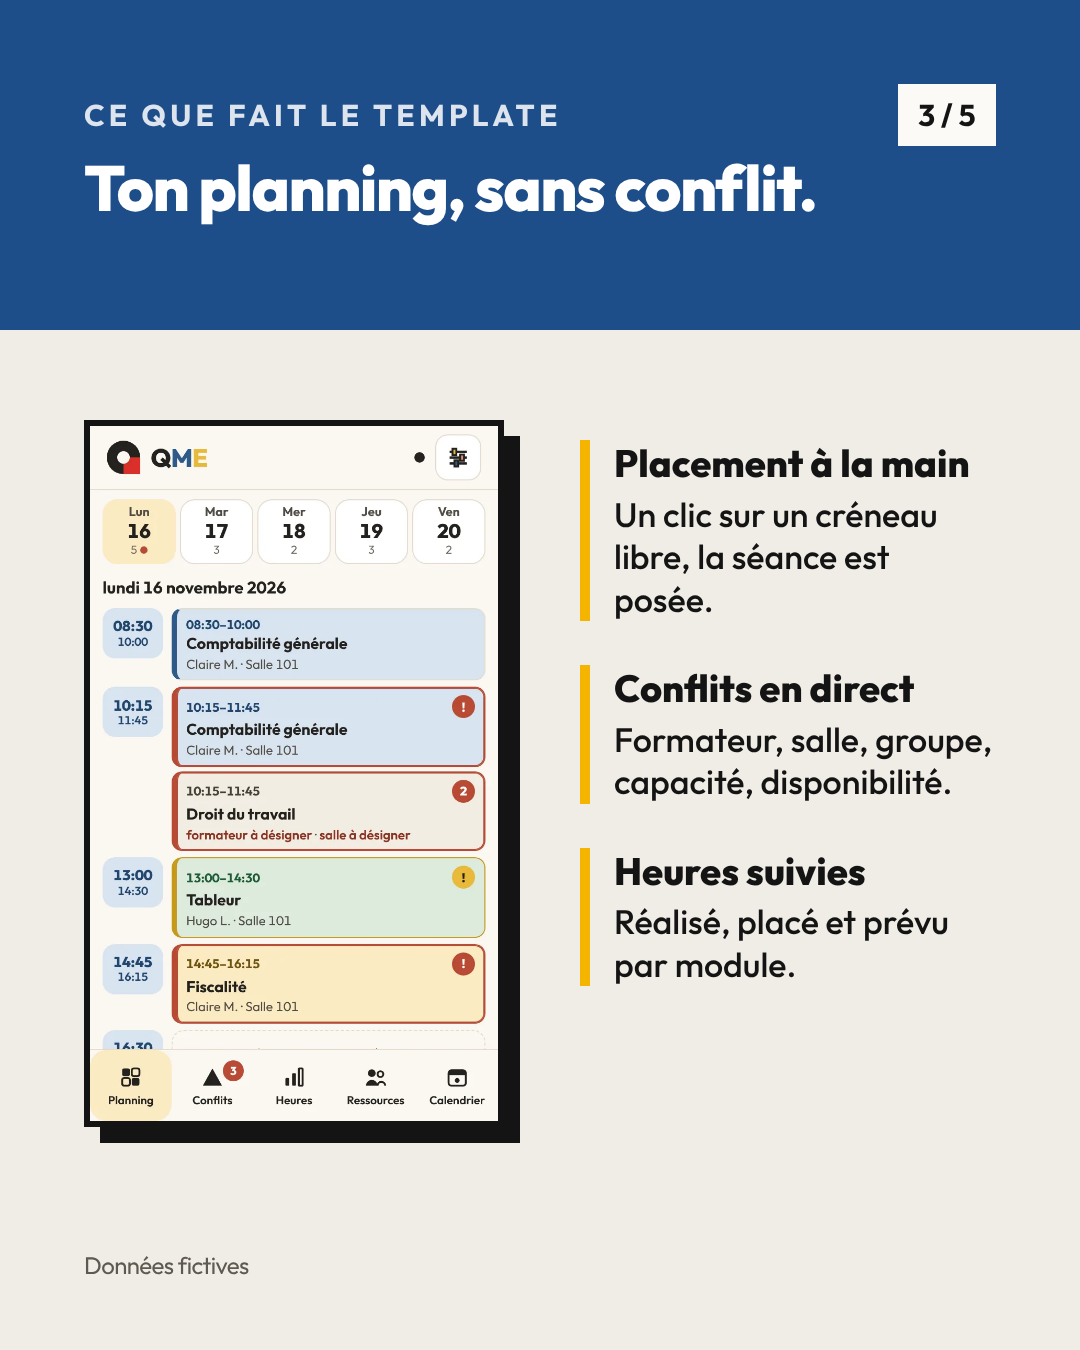 CE QUE FAIT LE TEMPLATE
3 / 5
Ton planning, sans conflit.
QME
Lun
16
5
Mar
17
3
Mer
18
2
Jeu
19
3
Ven
20
2
lundi 16 novembre 2026
08:30
10:00
08:30–10:00
Comptabilité générale
Claire M. · Salle 101
10:15
11:45
10:15–11:45
!
Comptabilité générale
Claire M. · Salle 101
10:15–11:45
2
Droit du travail
formateur à désigner · salle à désigner
13:00
14:30
13:00–14:30
!
Tableur
Hugo L. · Salle 101
14:45
16:15
14:45–16:15
!
Fiscalité
Claire M. · Salle 101
16:30
Planning
3
Conflits
Heures
Ressources
Calendrier
Placement à la main
Un clic sur un créneau
libre, la séance est
posée.
Conflits en direct
Formateur, salle, groupe,
capacité, disponibilité.
Heures suivies
Réalisé, placé et prévu
par module.
Données fictives